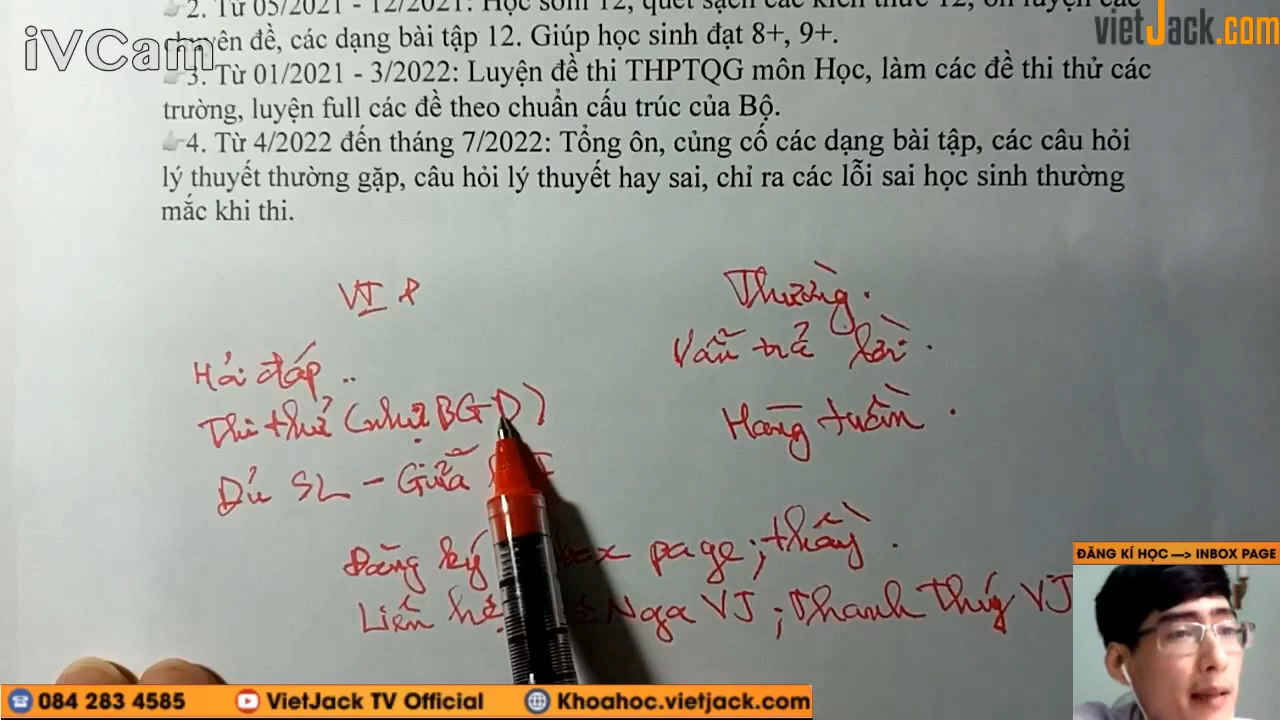 2. Từ 05/2021 - 12/2021: Học sớm 12, quét sạch các kiến thức 12, ôn luyện các
chuyên đề, các dạng bài tập 12. Giúp học sinh đạt 8+, 9+.
3. Từ 01/2021 - 3/2022: Luyện đề thi THPTQG môn Học, làm các đề thi thử các
trường, luyện full các đề theo chuẩn cấu trúc của Bộ.
4. Từ 4/2022 đến tháng 7/2022: Tổng ôn, củng cố các dạng bài tập, các câu hỏi
lý thuyết thường gặp, câu hỏi lý thuyết hay sai, chỉ ra các lỗi sai học sinh thường
mắc khi thi.
iVCam
vietJack.com
VIP
Thường.
Hỏi đáp..
Vẫn trả lời.
Thi thử (như BGD)
Hàng tuần.
Đủ SL - Giữa
Đăng ký page; thầy.
Liên hệ Nga VJ; Thanh Thúy VJ
ĐĂNG KÍ HỌC —> INBOX PAGE
084 283 4585
VietJack TV Official
Khoahoc.vietjack.com